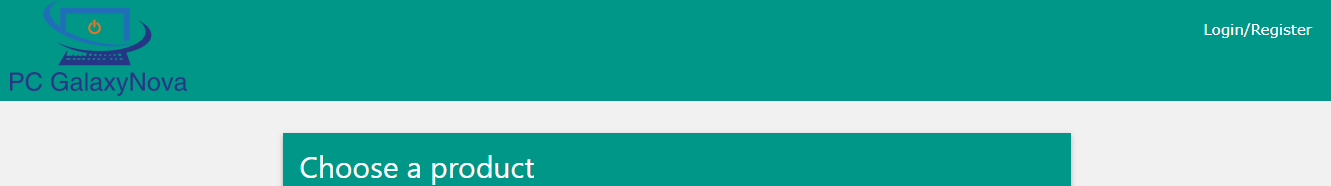 Login/Register
PC GalaxyNova
Choose a product